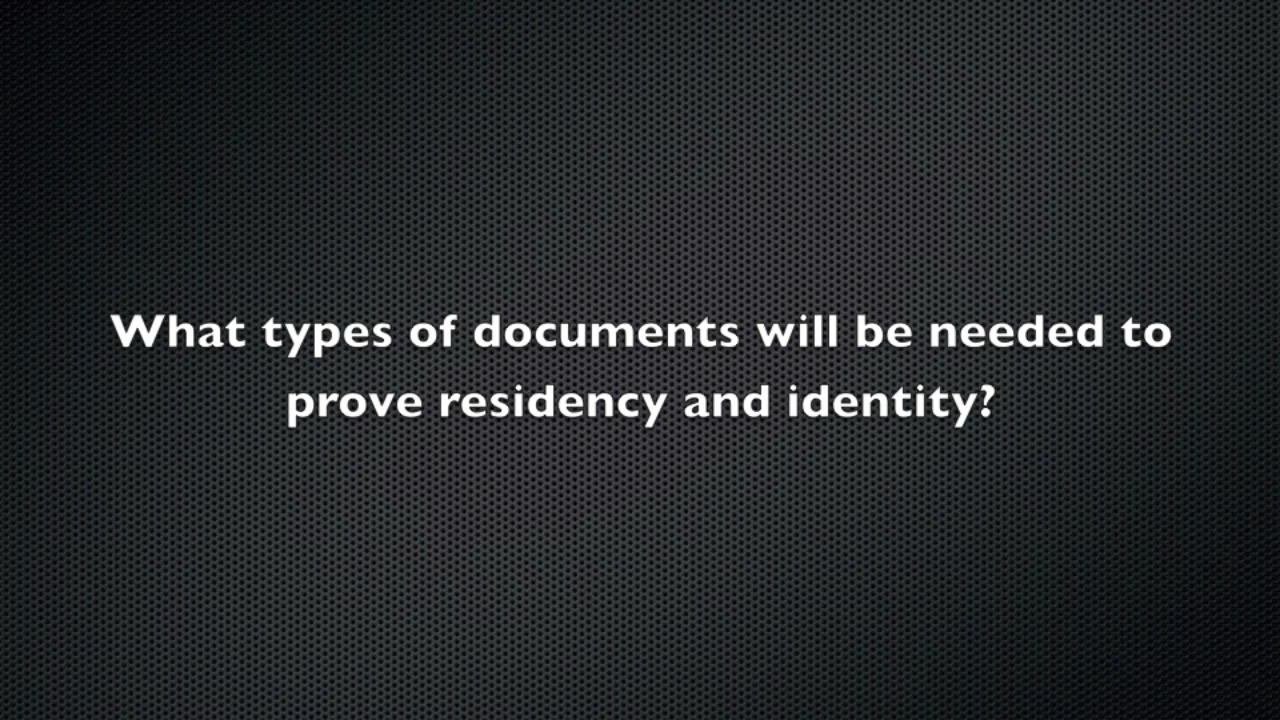 What types of documents will be needed to
prove residency and identity?